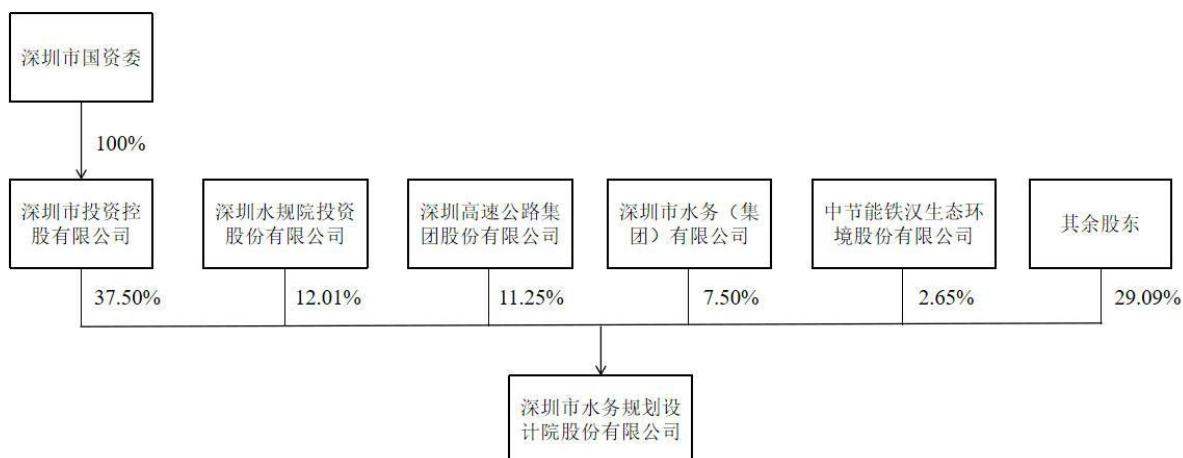 深圳市国资委
100%
深圳市投资控
股有限公司
深圳水规院投资
股份有限公司
深圳高速公路集
团股份有限公司
深圳市水务（集
团）有限公司
中节能铁汉生态环
境股份有限公司
其余股东
37.50%
12.01%
11.25%
7.50%
2.65%
29.09%
深圳市水务规划设
计院股份有限公司